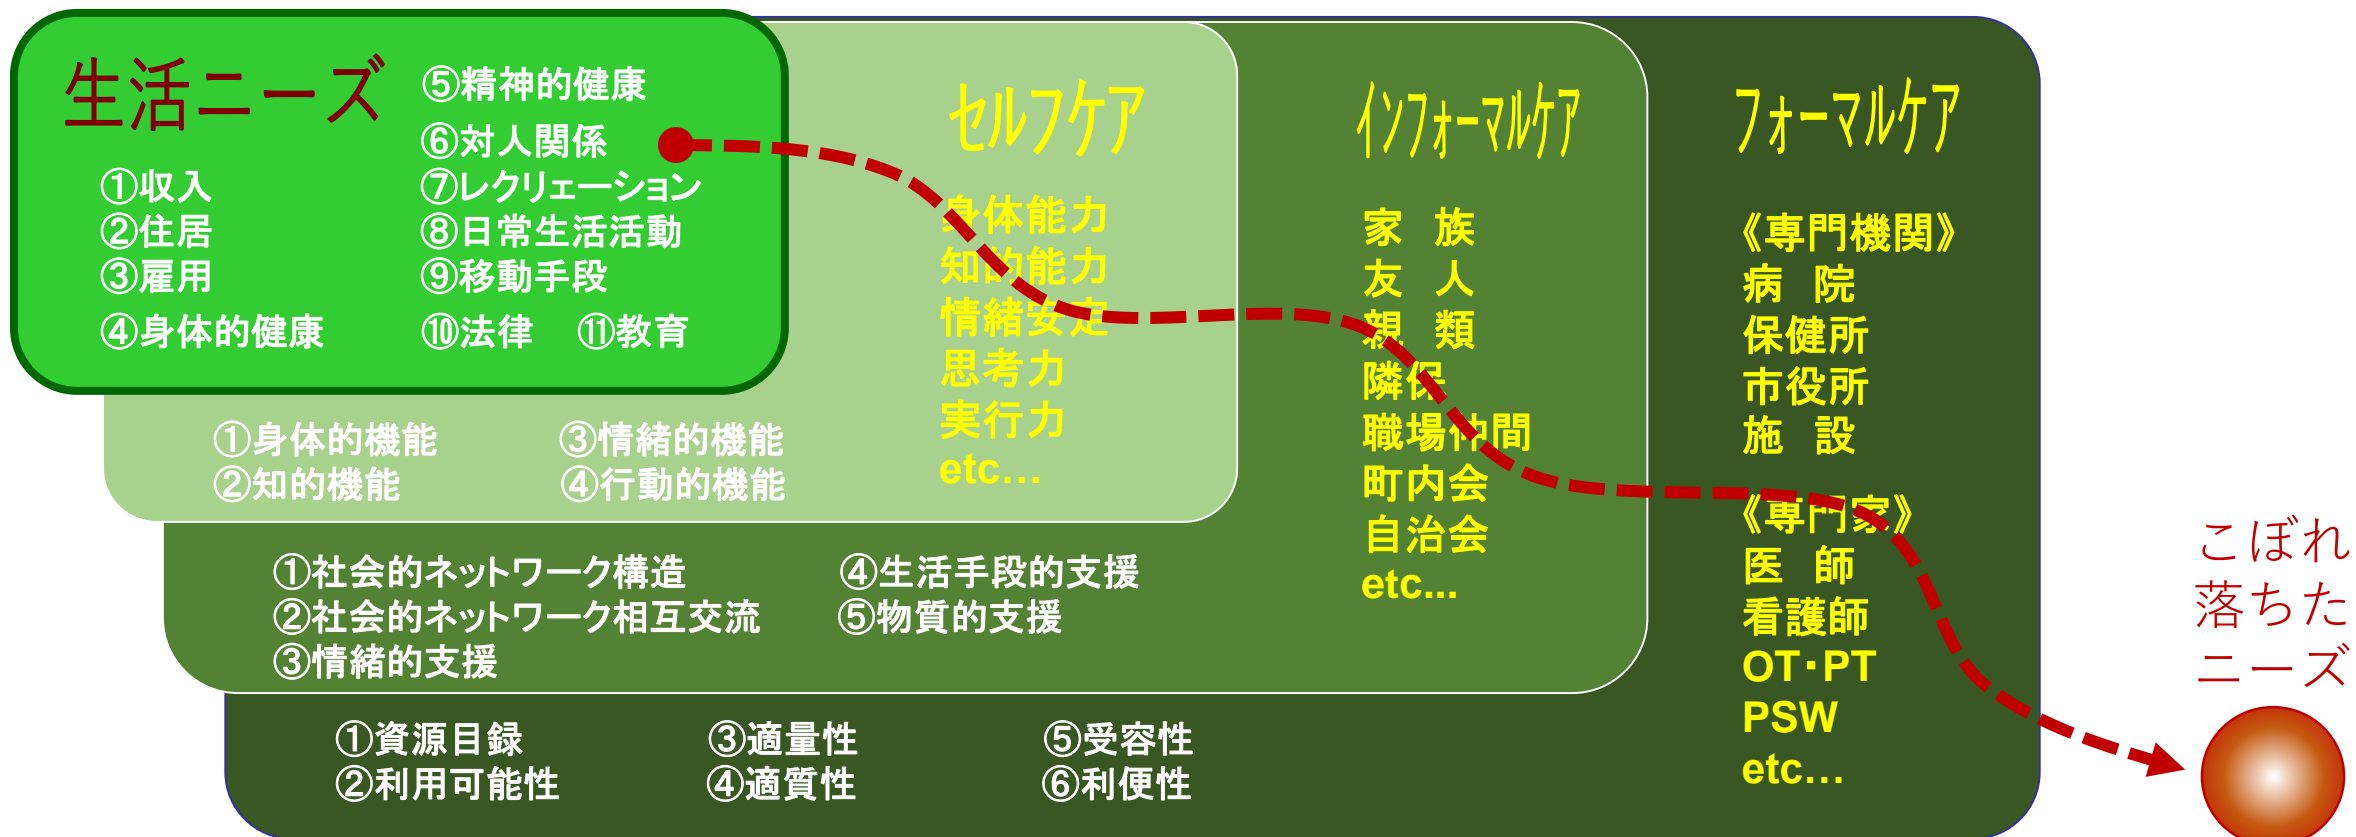 生活ニーズ
①収入
②住居
③雇用
④身体的健康
⑤精神的健康
⑥対人関係
⑦レクリェーション
⑧日常生活活動
⑨移動手段
⑩法律 ⑪教育
セルフケア
身体能力
知的能力
情緒安定
思考力
実行力
etc…
①身体的機能
②知的機能
③情緒的機能
④行動的機能
インフォーマルケア
家 族
友 人
親 類
隣保
職場仲間
町内会
自治会
etc...
①社会的ネットワーク構造
②社会的ネットワーク相互交流
③情緒的支援
④生活手段的支援
⑤物質的支援
フォーマルケア
《専門機関》
病 院
保健所
市役所
施 設
《専門家》
医 師
看護師
OT・PT
PSW
etc…
①資源目録
②利用可能性
③適量性
④適質性
⑤受容性
⑥利便性
こぼれ
落ちた
ニーズ